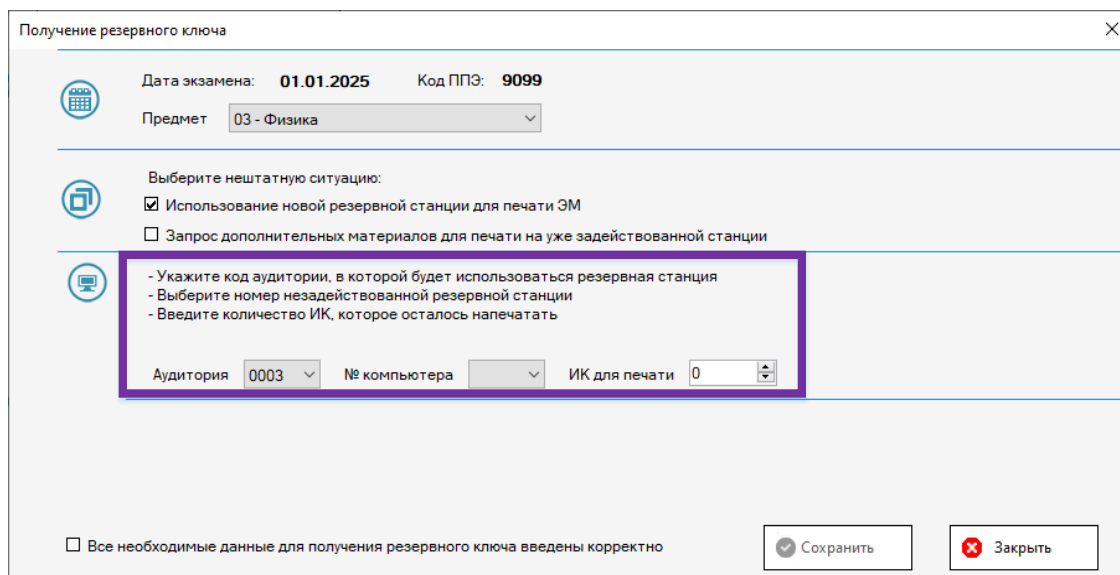 Получение резервного ключа
Дата экзамена: 01.01.2025 Код ППЭ: 9099
Предмет 03 - Физика
Выберите нештатную ситуацию:
Использование новой резервной станции для печати ЭМ
Запрос дополнительных материалов для печати на уже задействованной станции
- Укажите код аудитории, в которой будет использоваться резервная станция
- Выберите номер незадействованной резервной станции
- Введите количество ИК, которое осталось напечатать
Аудитория 0003 № компьютера ИК для печати 0
Все необходимые данные для получения резервного ключа введены корректно
Сохранить Закрыть